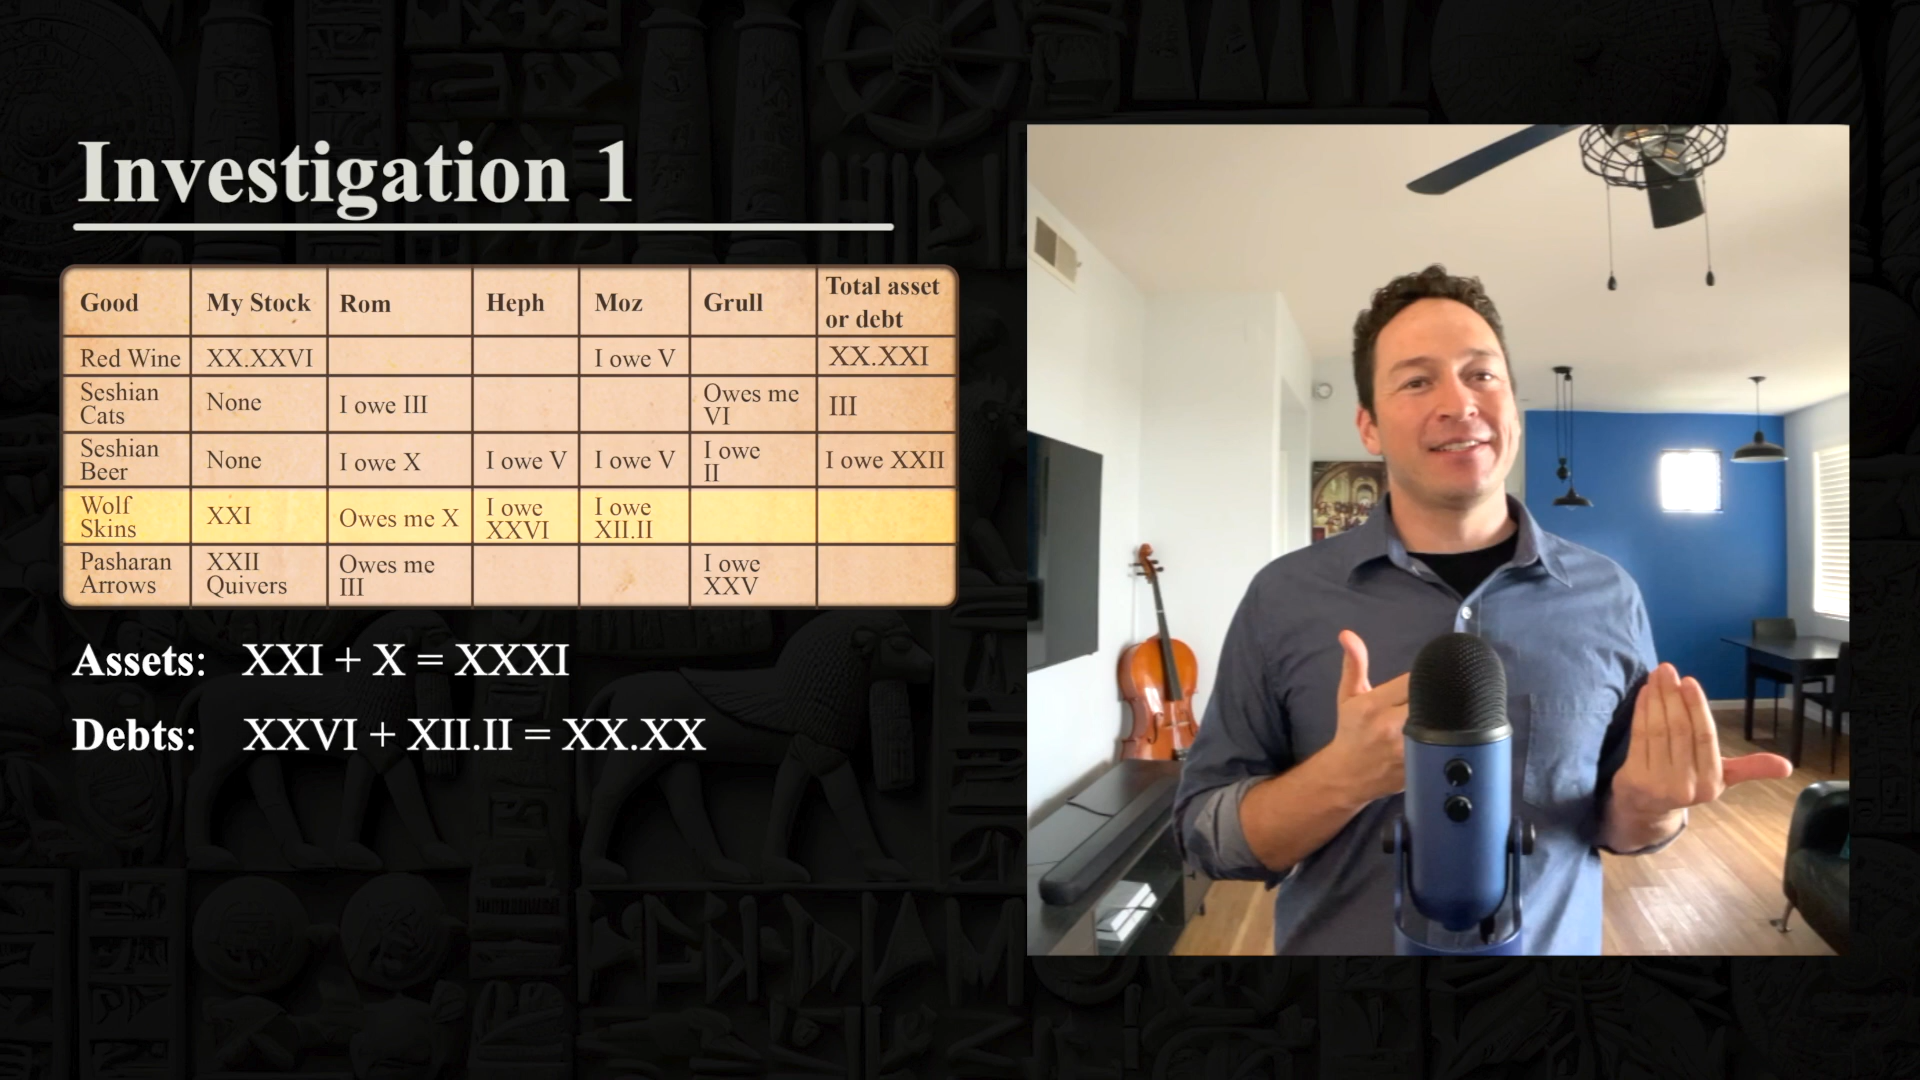 Investigation 1
Good My Stock Rom Heph Moz Grull Total asset or debt
Red Wine XX.XXVI I owe V XX.XXI
Seshian Cats None I owe III Owes me VI III
Seshian Beer None I owe X I owe V I owe V I owe II I owe XXII
Wolf Skins XXI Owes me X I owe XXVI I owe XII.II
Pasharan Arrows XXII Quivers Owes me III I owe XXV
Assets: XXI + X = XXXI
Debts: XXVI + XII.II = XX.XX